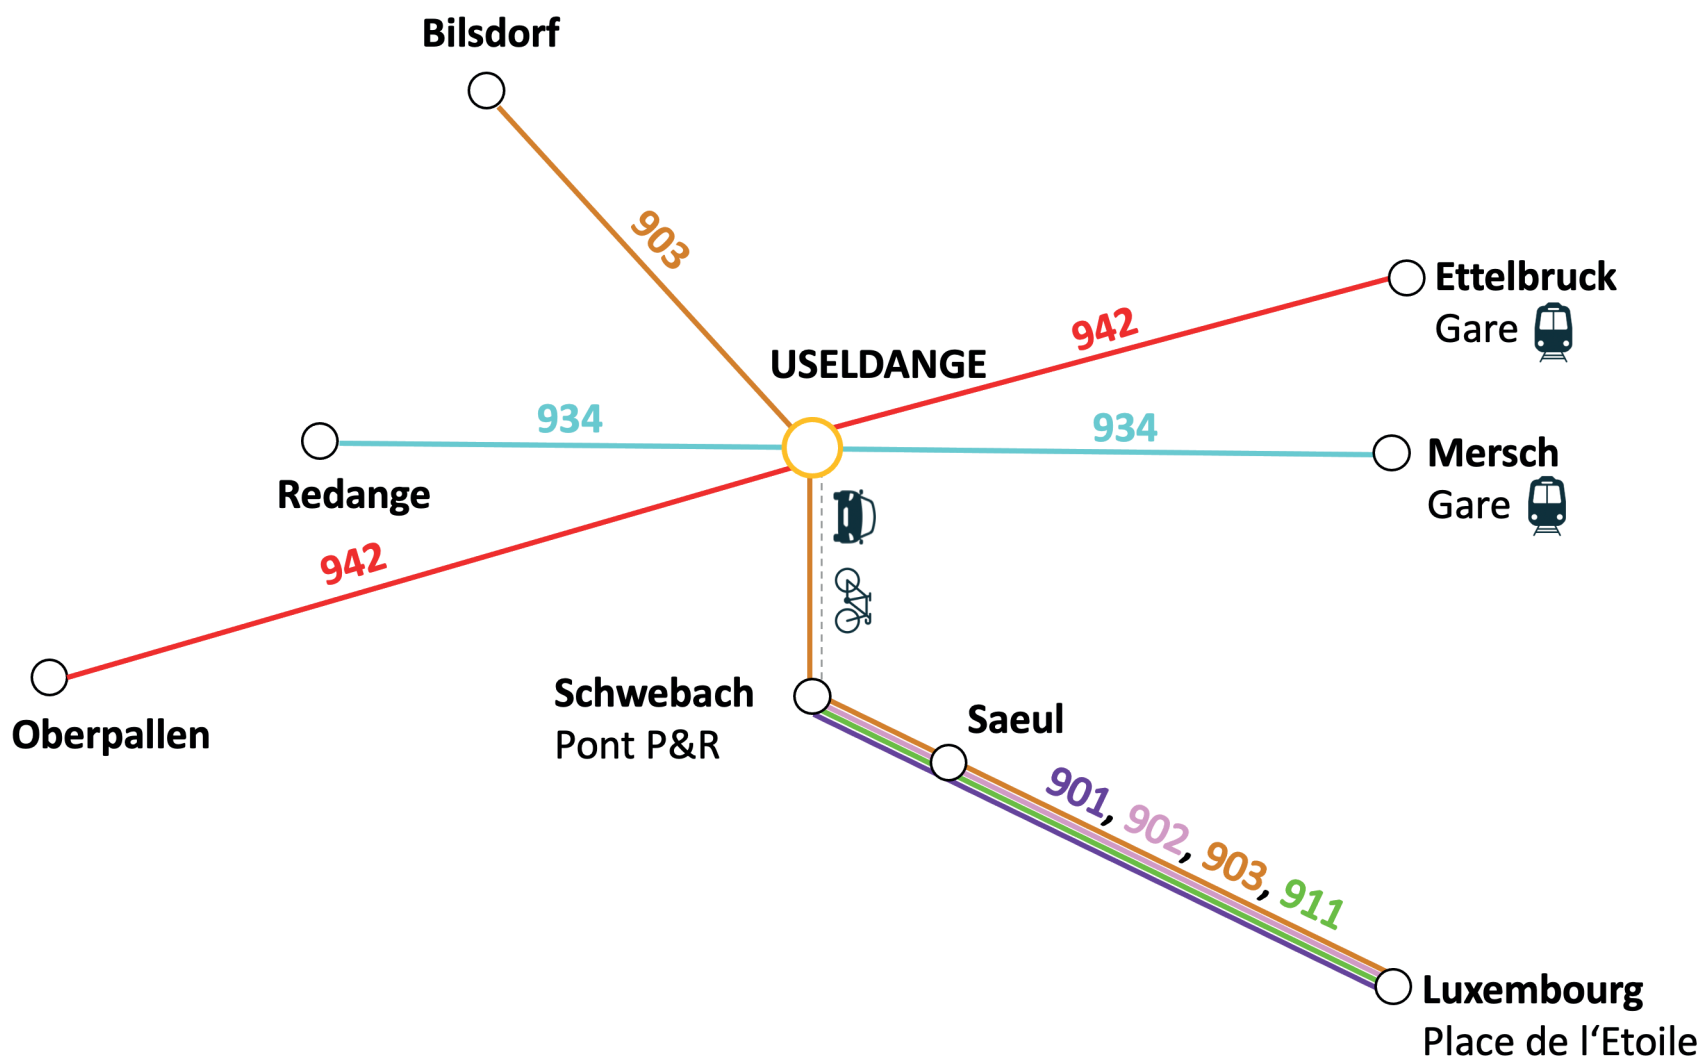 Bilsdorf
903
Ettelbruck
Gare
942
USELDANGE
934
934
Mersch
Gare
Redange
942
Schwebach
Pont P&R
Saeul
Oberpallen
901, 902, 903, 911
Luxembourg
Place de l‘Etoile